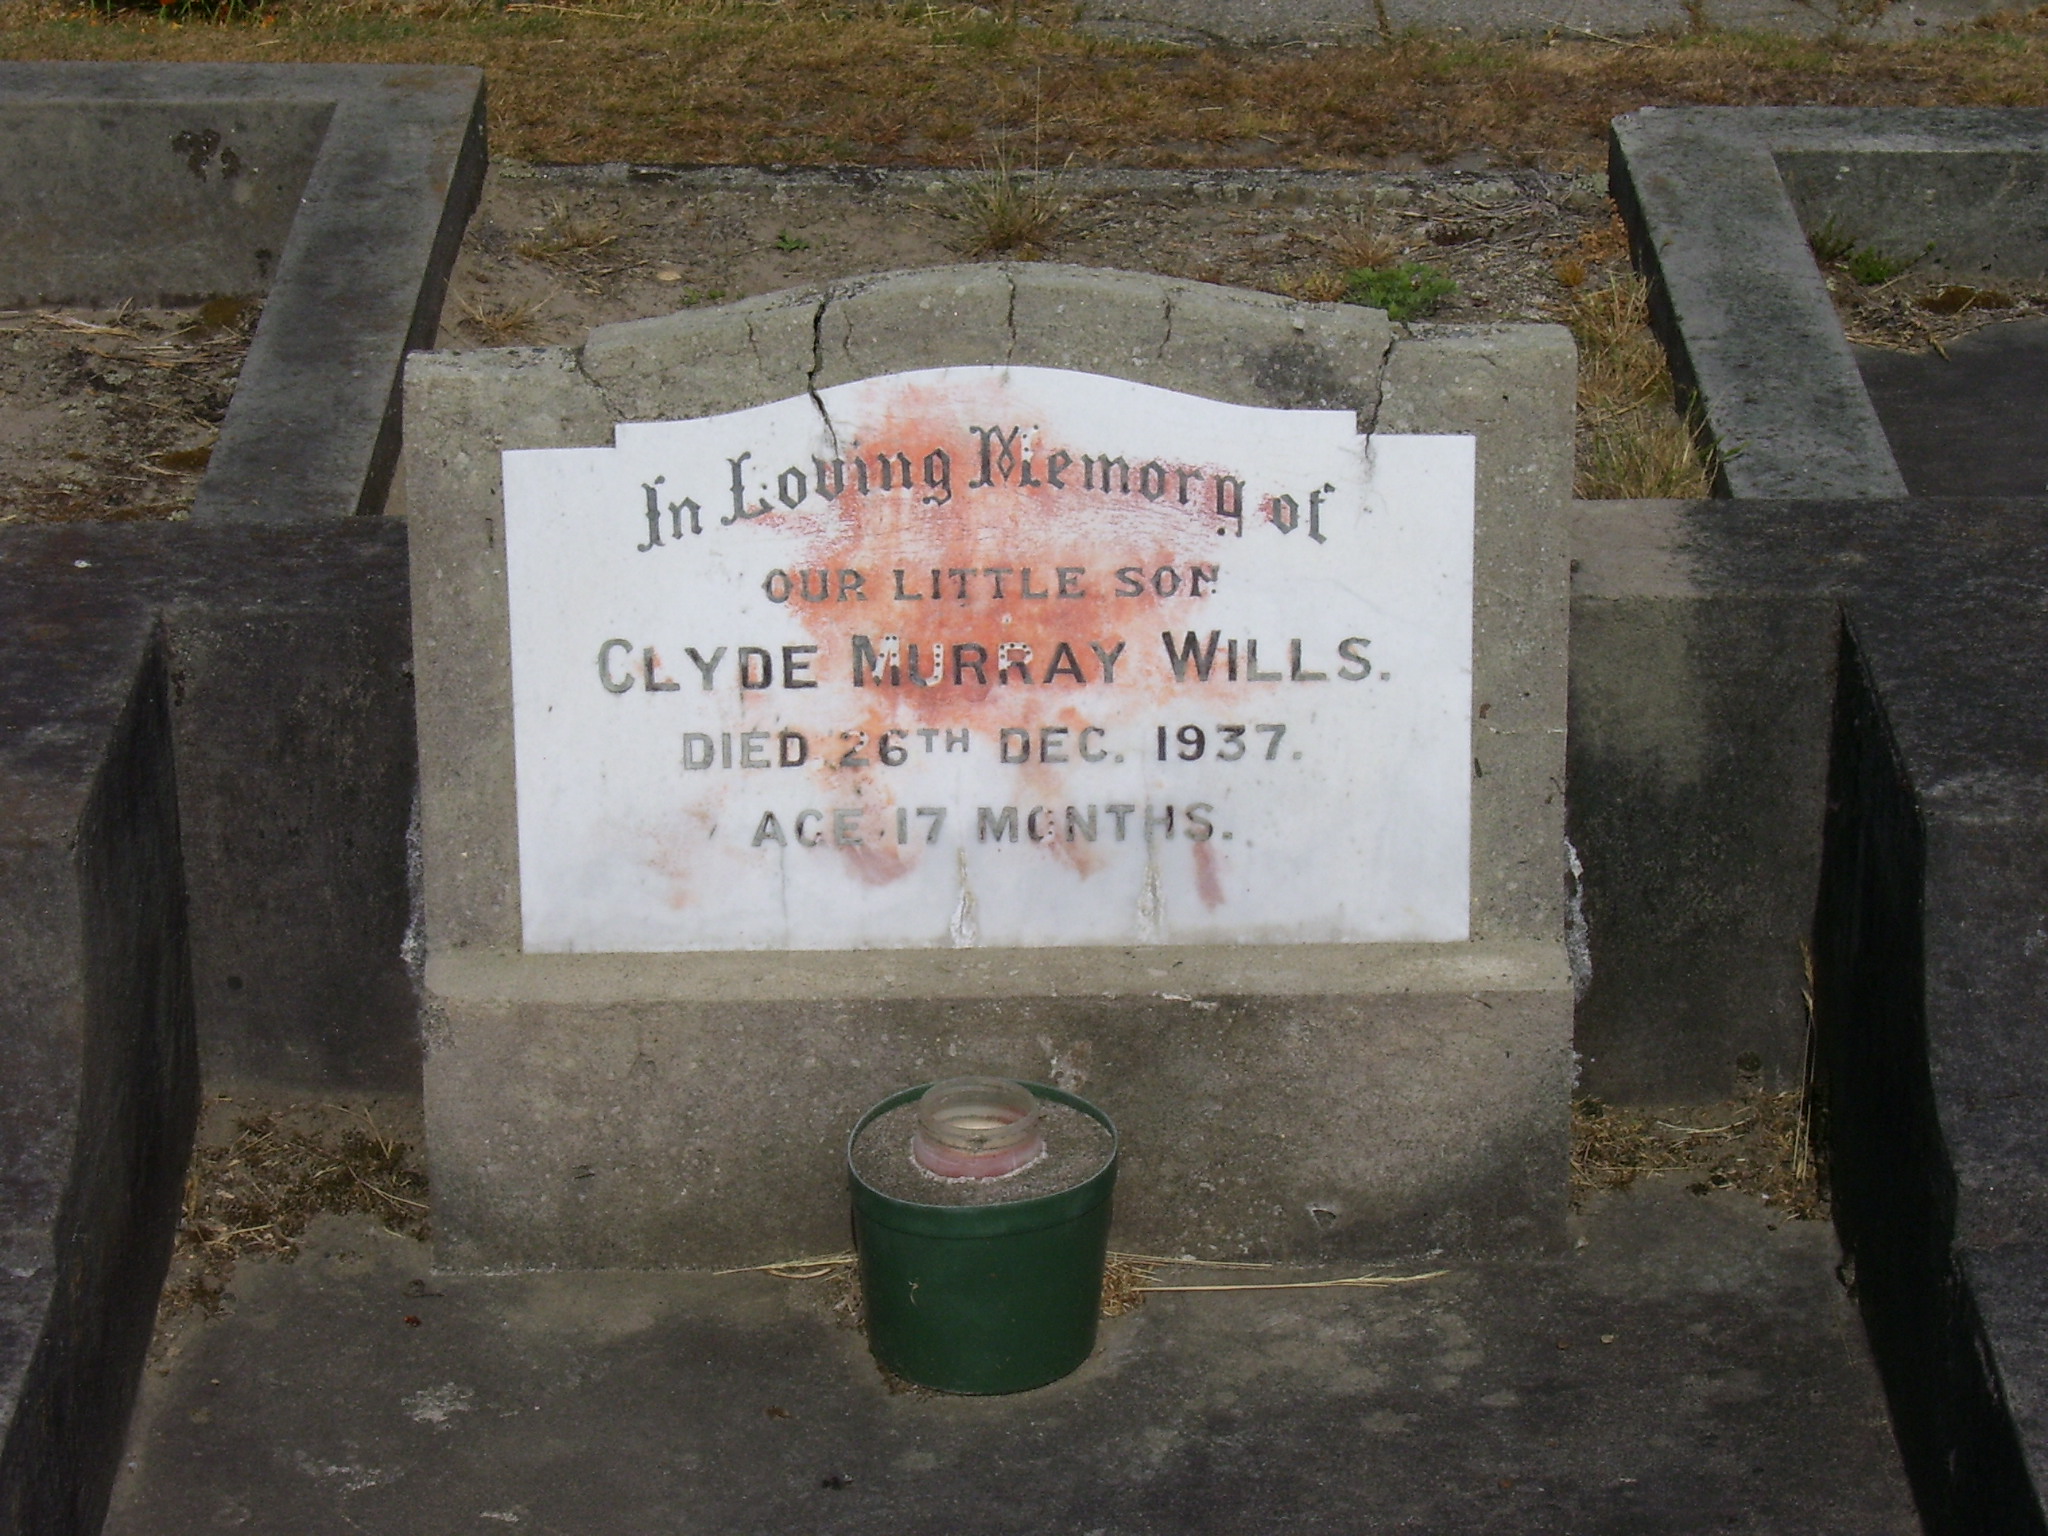 In Loving Memory of
OUR LITTLE SON
CLYDE MURRAY WILLS.
DIED 26TH DEC. 1937.
AGE 17 MONTHS.